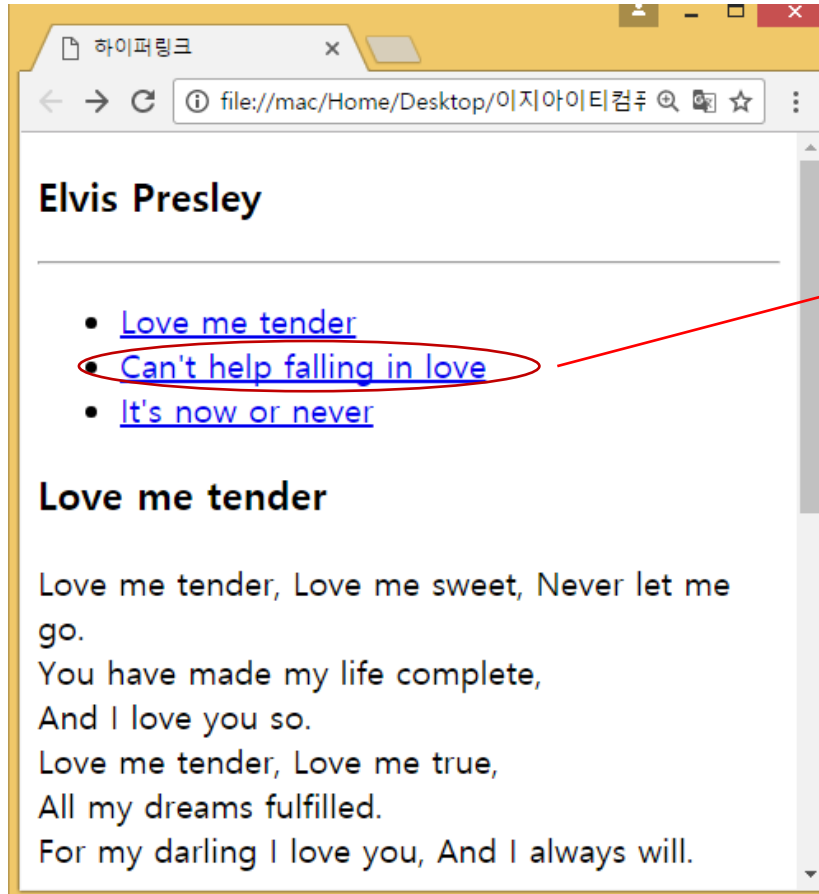 하이퍼링크
file://mac/Home/Desktop/이지아이티컴퓨
Elvis Presley
Love me tender
Can't help falling in love
It's now or never
Love me tender
Love me tender, Love me sweet, Never let me
go.
You have made my life complete,
And I love you so.
Love me tender, Love me true,
All my dreams fulfilled.
For my darling I love you, And I always will.